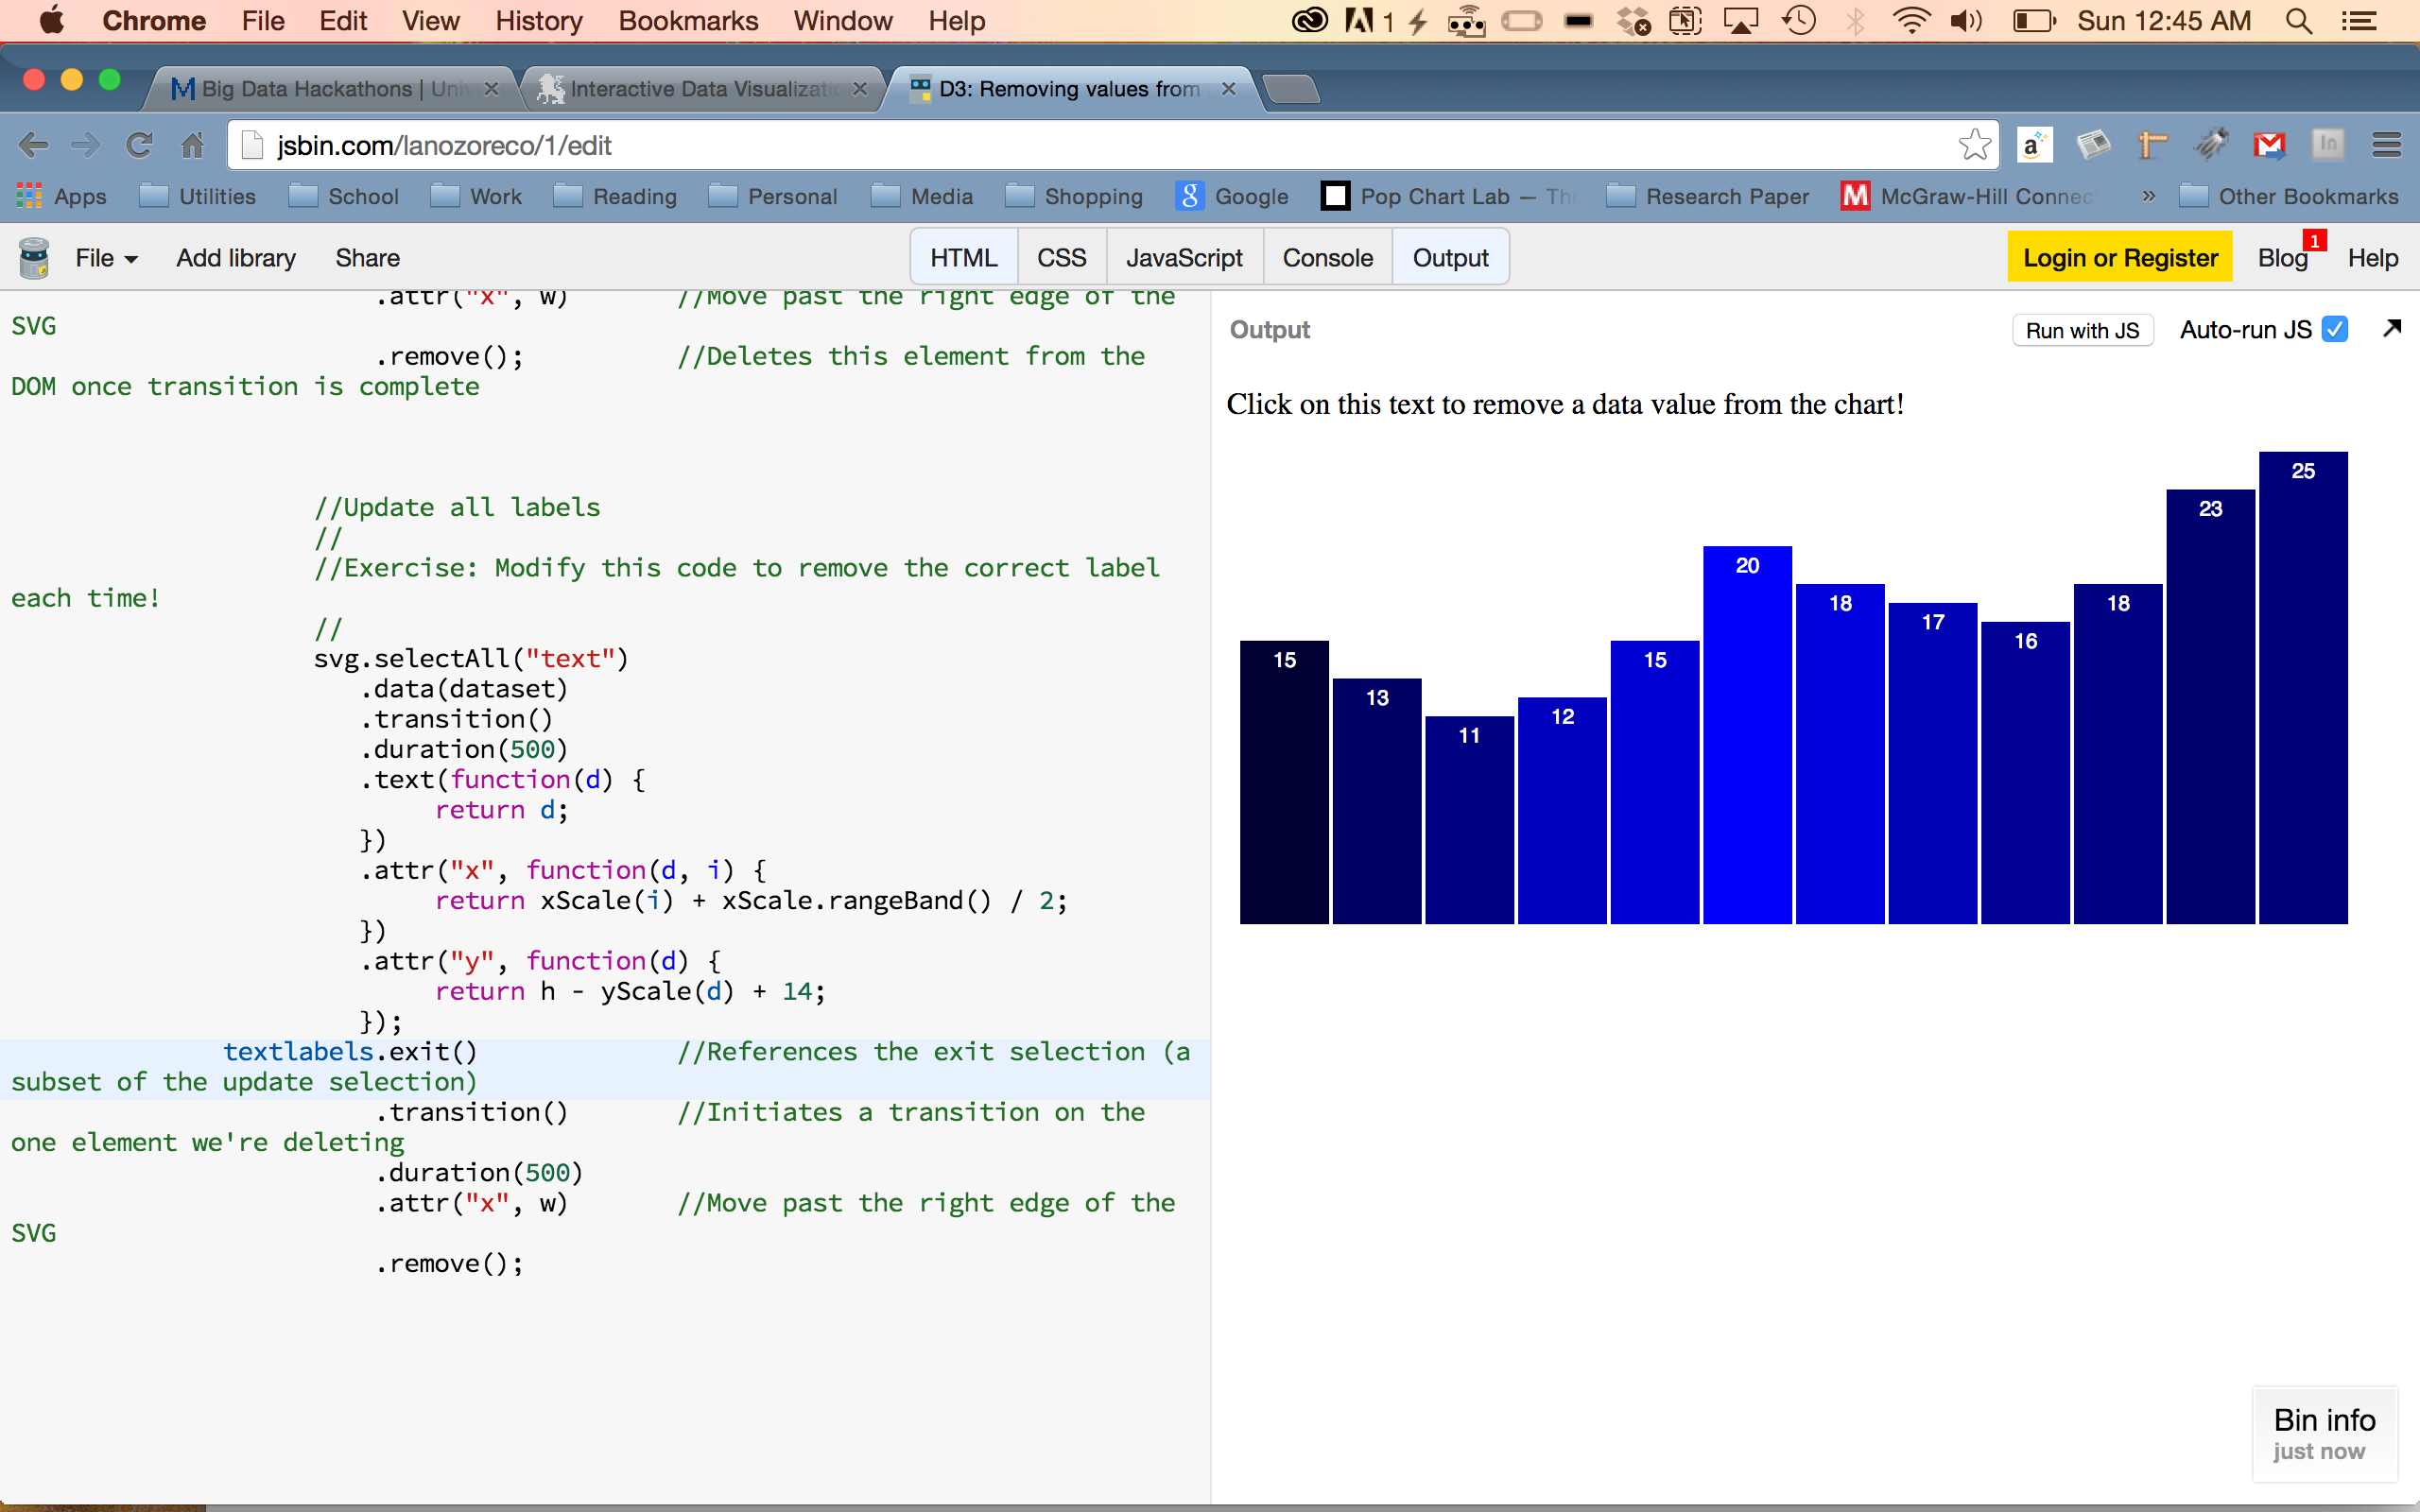 Chrome File Edit View History Bookmarks Window Help 1 Sun 12:45 AM
Big Data Hackathons | Univ Interactive Data Visualizati D3: Removing values from
jsbin.com/lanozoreco/1/edit
Apps Utilities School Work Reading Personal Media Shopping Google Pop Chart Lab — The Research Paper McGraw-Hill Connec » Other Bookmarks
File Add library Share HTML CSS JavaScript Console Output Login or Register Blog 1 Help
.attr("x", w) //Move past the right edge of the
SVG
.remove(); //Deletes this element from the
DOM once transition is complete
//Update all labels
//
//Exercise: Modify this code to remove the correct label
each time!
//
svg.selectAll("text")
.data(dataset)
.transition()
.duration(500)
.text(function(d) {
return d;
})
.attr("x", function(d, i) {
return xScale(i) + xScale.rangeBand() / 2;
})
.attr("y", function(d) {
return h - yScale(d) + 14;
});
textlabels.exit() //References the exit selection (a
subset of the update selection)
.transition() //Initiates a transition on the
one element we're deleting
.duration(500)
.attr("x", w) //Move past the right edge of the
SVG
.remove();
Output Run with JS Auto-run JS
Click on this text to remove a data value from the chart!
15 13 11 12 15 20 18 17 16 18 23 25
Bin info
just now